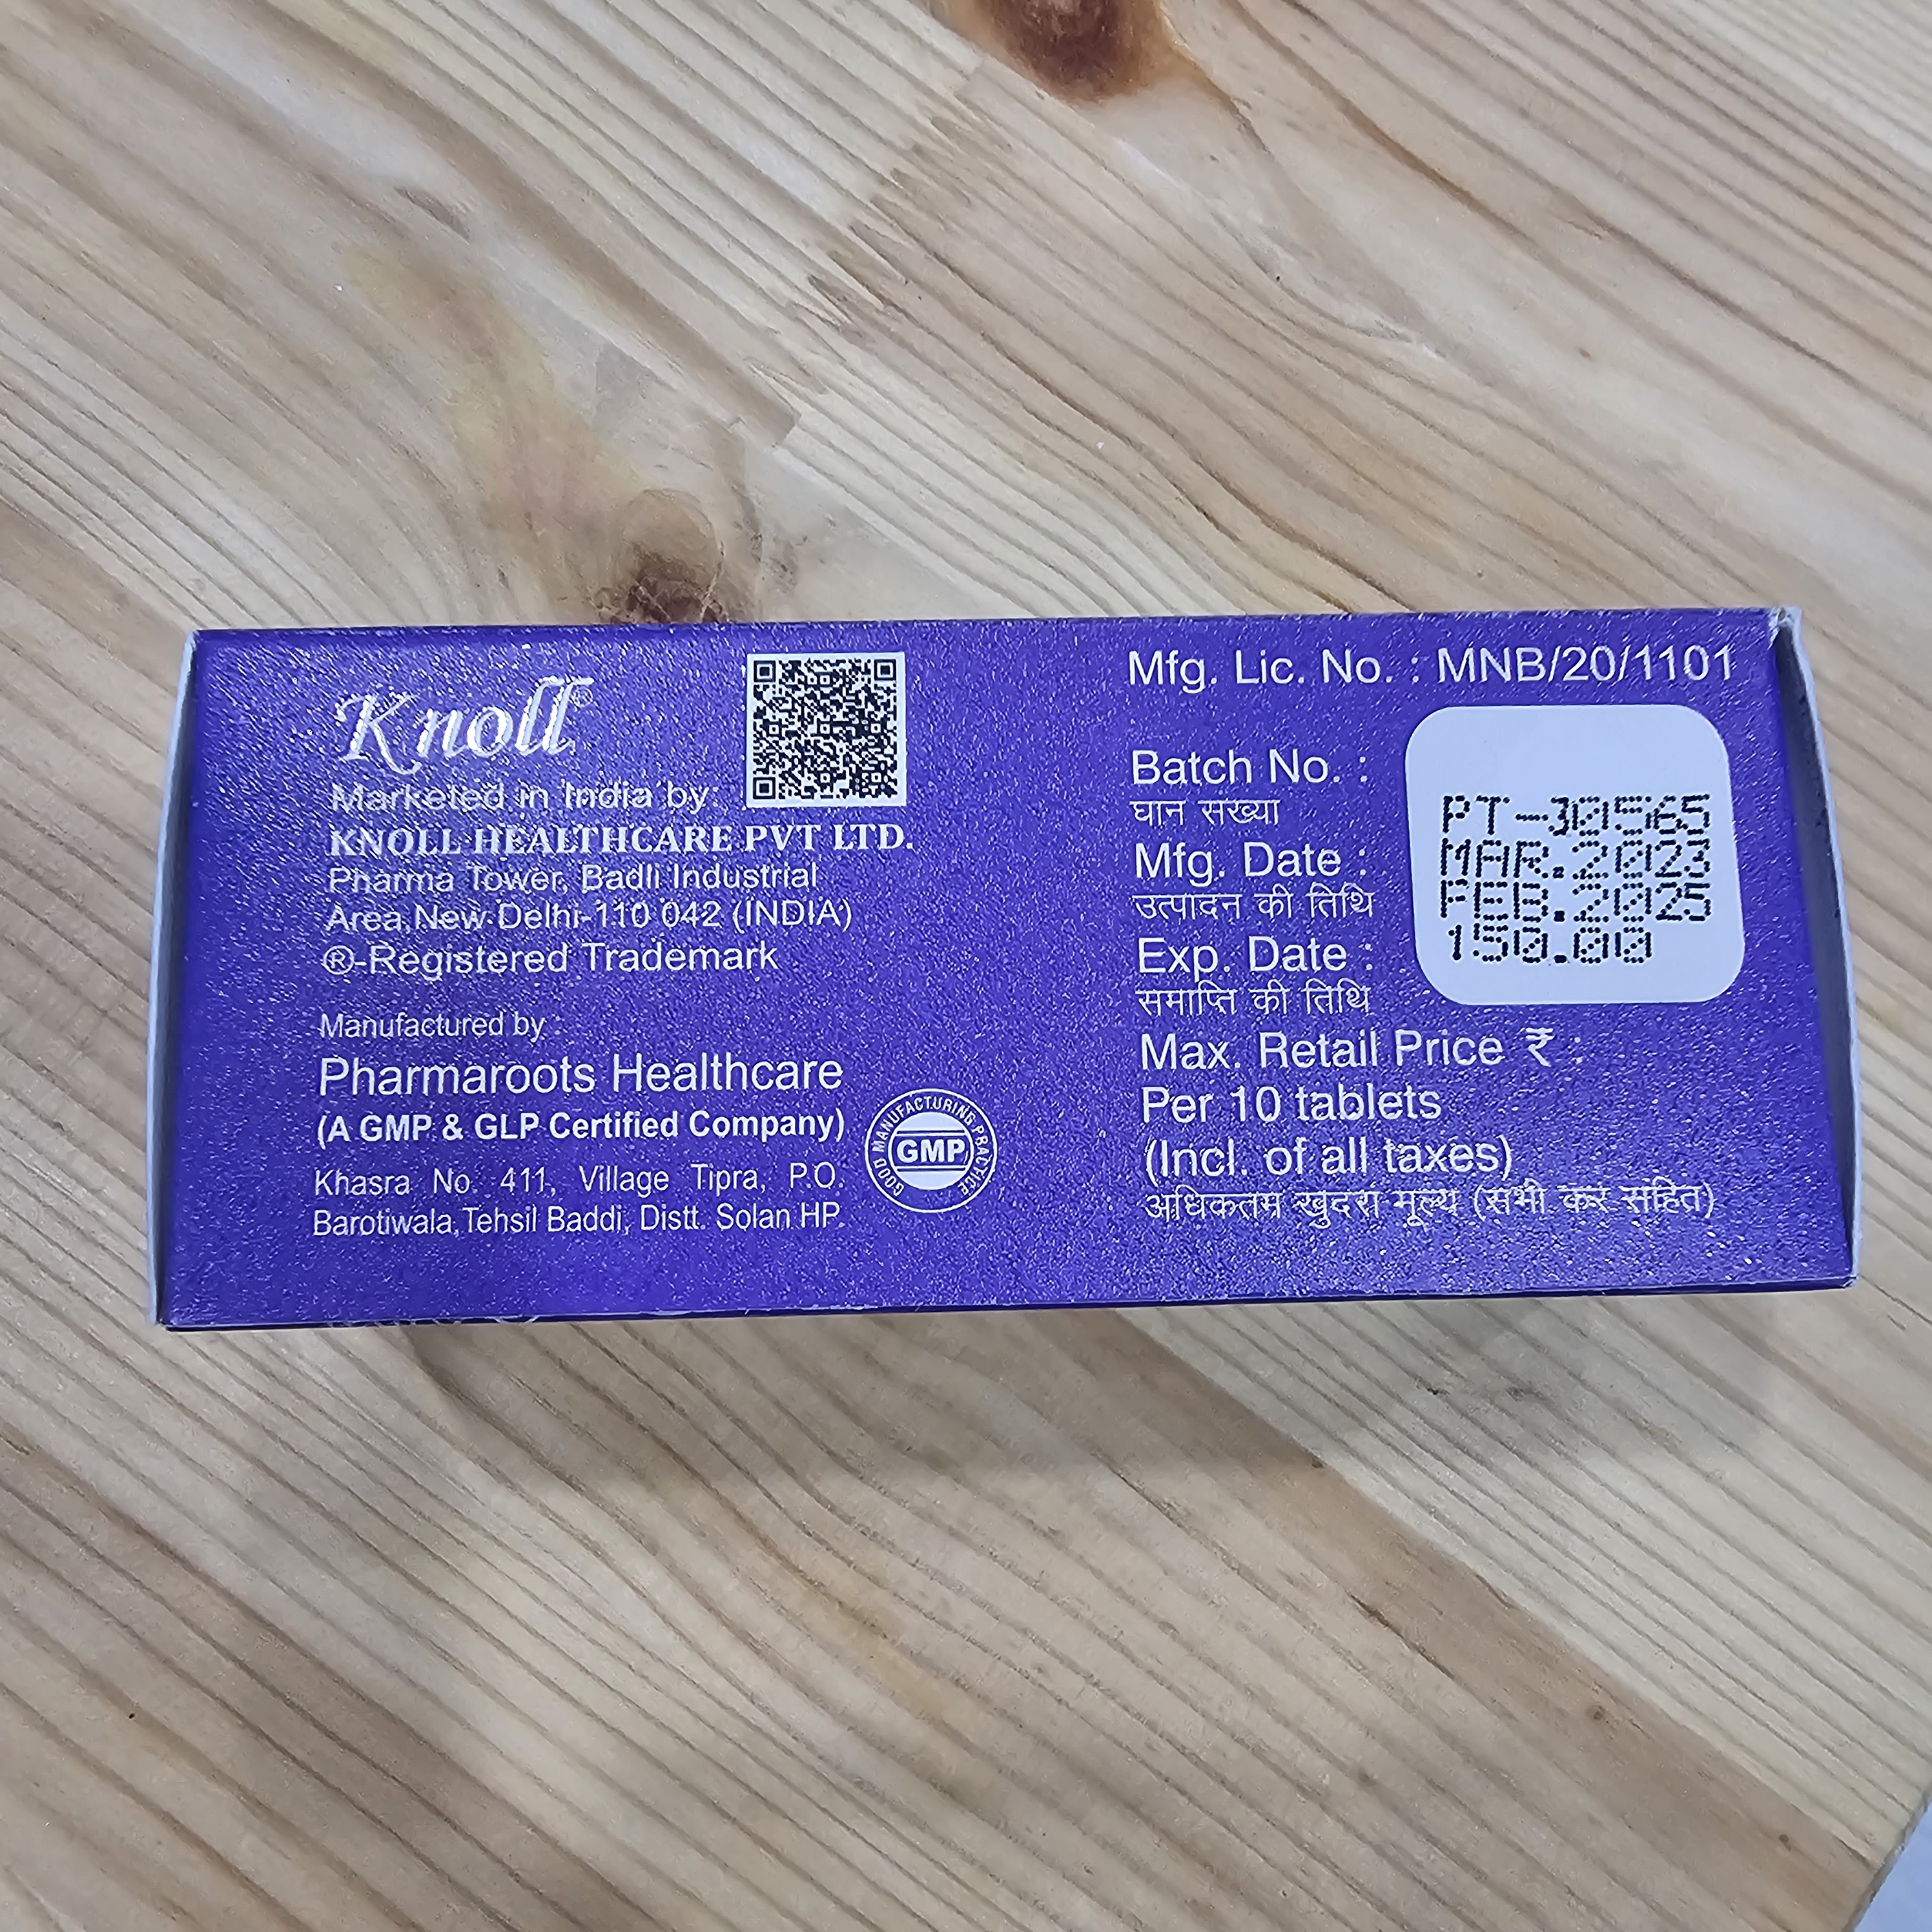 Knoll®
Marketed in India by:
KNOLL HEALTHCARE PVT LTD.
Pharma Tower, Badli Industrial
Area,New Delhi-110 042 (INDIA)
®-Registered Trademark
Manufactured by :
Pharmaroots Healthcare
(A GMP & GLP Certified Company)
Khasra No. 411, Village Tipra, P.O.
Barotiwala,Tehsil Baddi, Distt. Solan HP.
GOOD MANUFACTURING PRACTICE
GMP
Mfg. Lic. No. : MNB/20/1101
Batch No. :
घान संख्या
Mfg. Date :
उत्पादन की तिथि
Exp. Date :
समाप्ति की तिथि
Max. Retail Price ₹ :
Per 10 tablets
(Incl. of all taxes)
अधिकतम खुदरा मूल्य (सभी कर सहित)
PT-30565
MAR.2023
FEB.2025
150.00